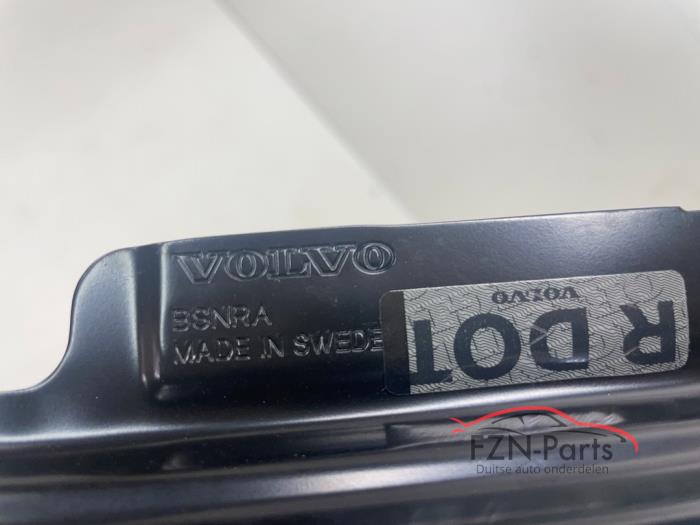 VOLVO
BSNRA
MADE IN SWEDE
VOLVO
R DOT
FZN-Parts
Duitse auto onderdelen